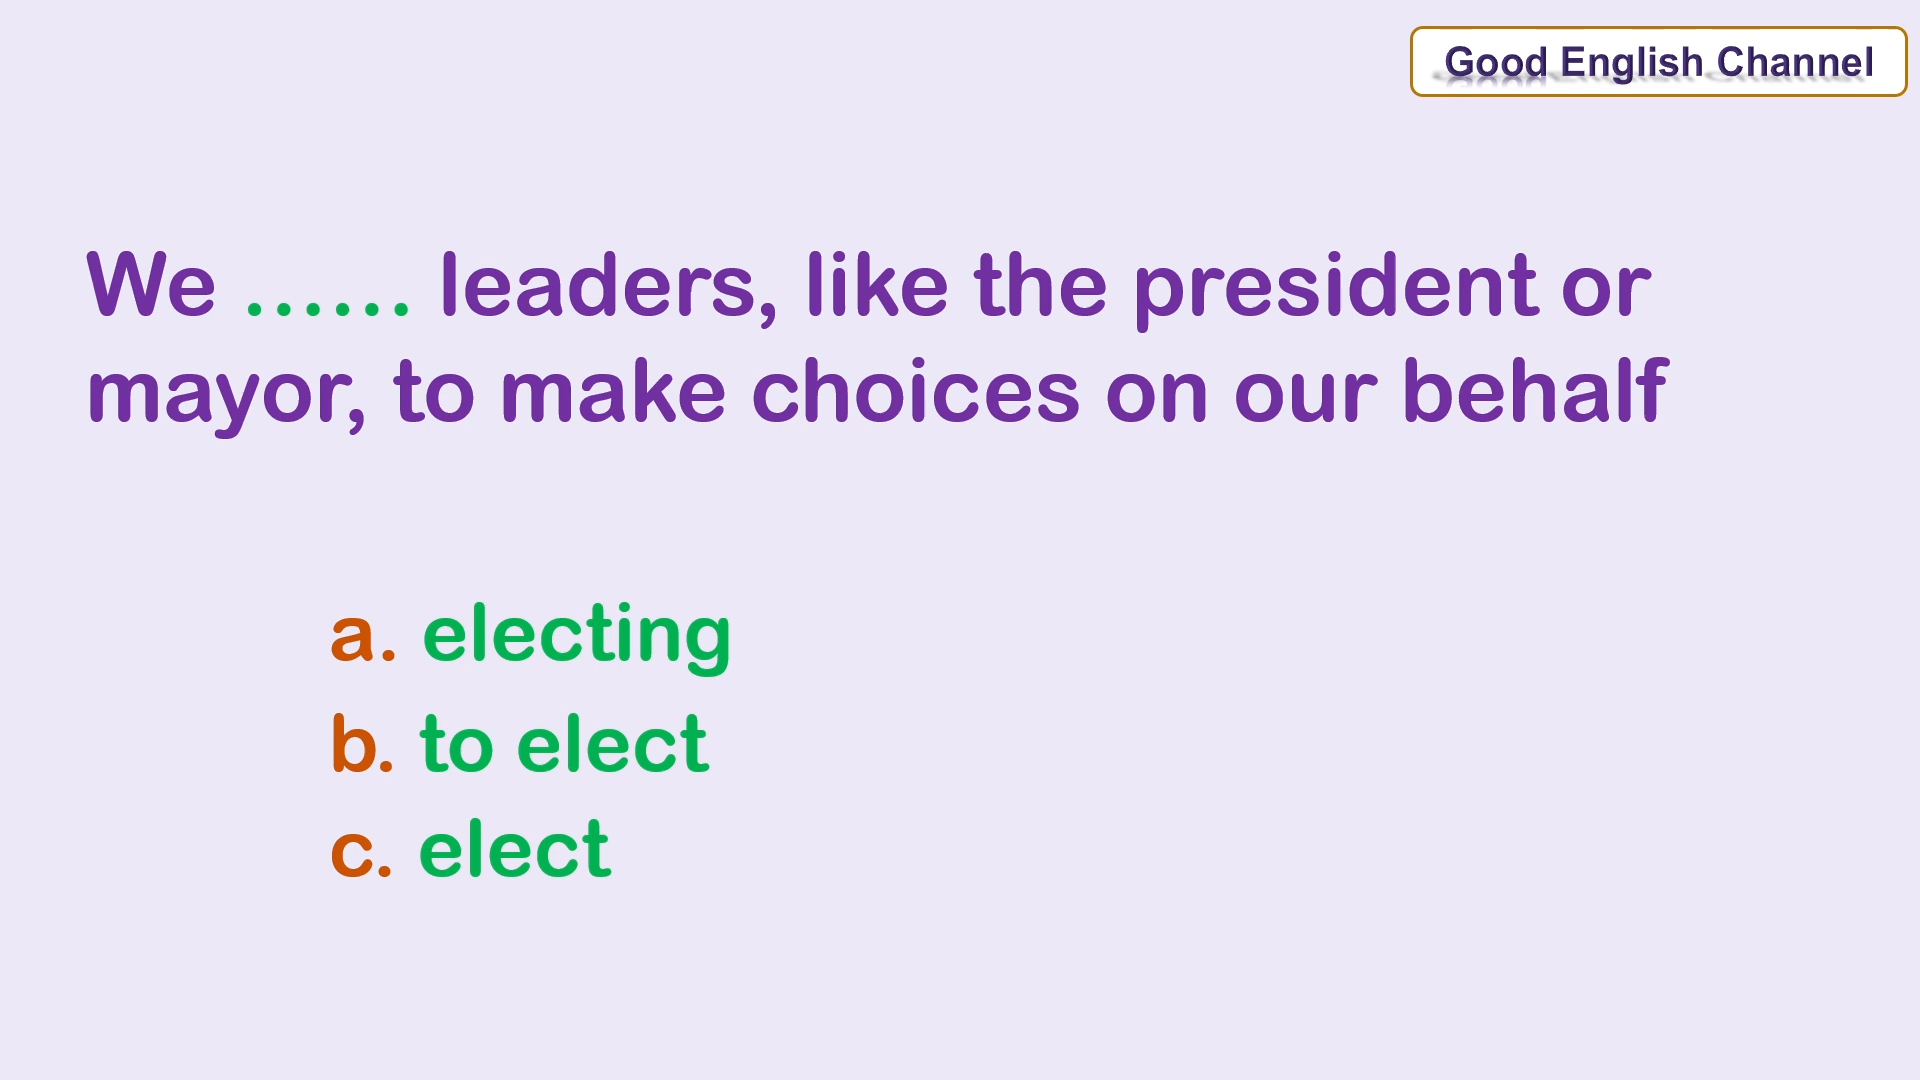 Good English Channel
We ...... leaders, like the president or
mayor, to make choices on our behalf
a. electing
b. to elect
c. elect